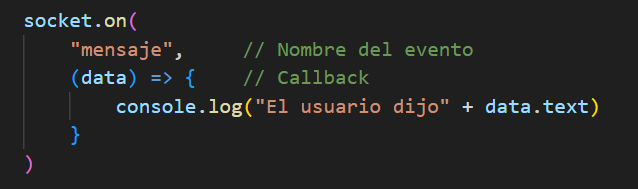 socket.on(
"mensaje", // Nombre del evento
(data) => { // Callback
console.log("El usuario dijo" + data.text)
}
)